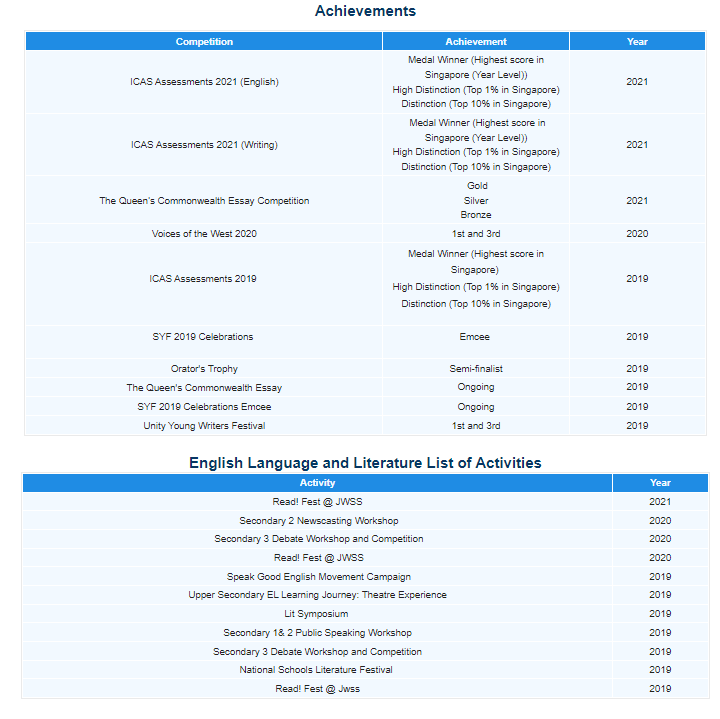 Achievements
Competition Achievement Year
ICAS Assessments 2021 (English)
Medal Winner (Highest score in
Singapore (Year Level))
High Distinction (Top 1% in Singapore)
Distinction (Top 10% in Singapore)
2021
ICAS Assessments 2021 (Writing)
Medal Winner (Highest score in
Singapore (Year Level))
High Distinction (Top 1% in Singapore)
Distinction (Top 10% in Singapore)
2021
The Queen's Commonwealth Essay Competition
Gold
Silver
Bronze
2021
Voices of the West 2020 1st and 3rd 2020
ICAS Assessments 2019
Medal Winner (Highest score in
Singapore)
High Distinction (Top 1% in Singapore)
Distinction (Top 10% in Singapore)
2019
SYF 2019 Celebrations Emcee 2019
Orator's Trophy Semi-finalist 2019
The Queen's Commonwealth Essay Ongoing 2019
SYF 2019 Celebrations Emcee Ongoing 2019
Unity Young Writers Festival 1st and 3rd 2019
English Language and Literature List of Activities
Activity Year
Read! Fest @ JWSS 2021
Secondary 2 Newscasting Workshop 2020
Secondary 3 Debate Workshop and Competition 2020
Read! Fest @ JWSS 2020
Speak Good English Movement Campaign 2019
Upper Secondary EL Learning Journey: Theatre Experience 2019
Lit Symposium 2019
Secondary 1& 2 Public Speaking Workshop 2019
Secondary 3 Debate Workshop and Competition 2019
National Schools Literature Festival 2019
Read! Fest @ Jwss 2019